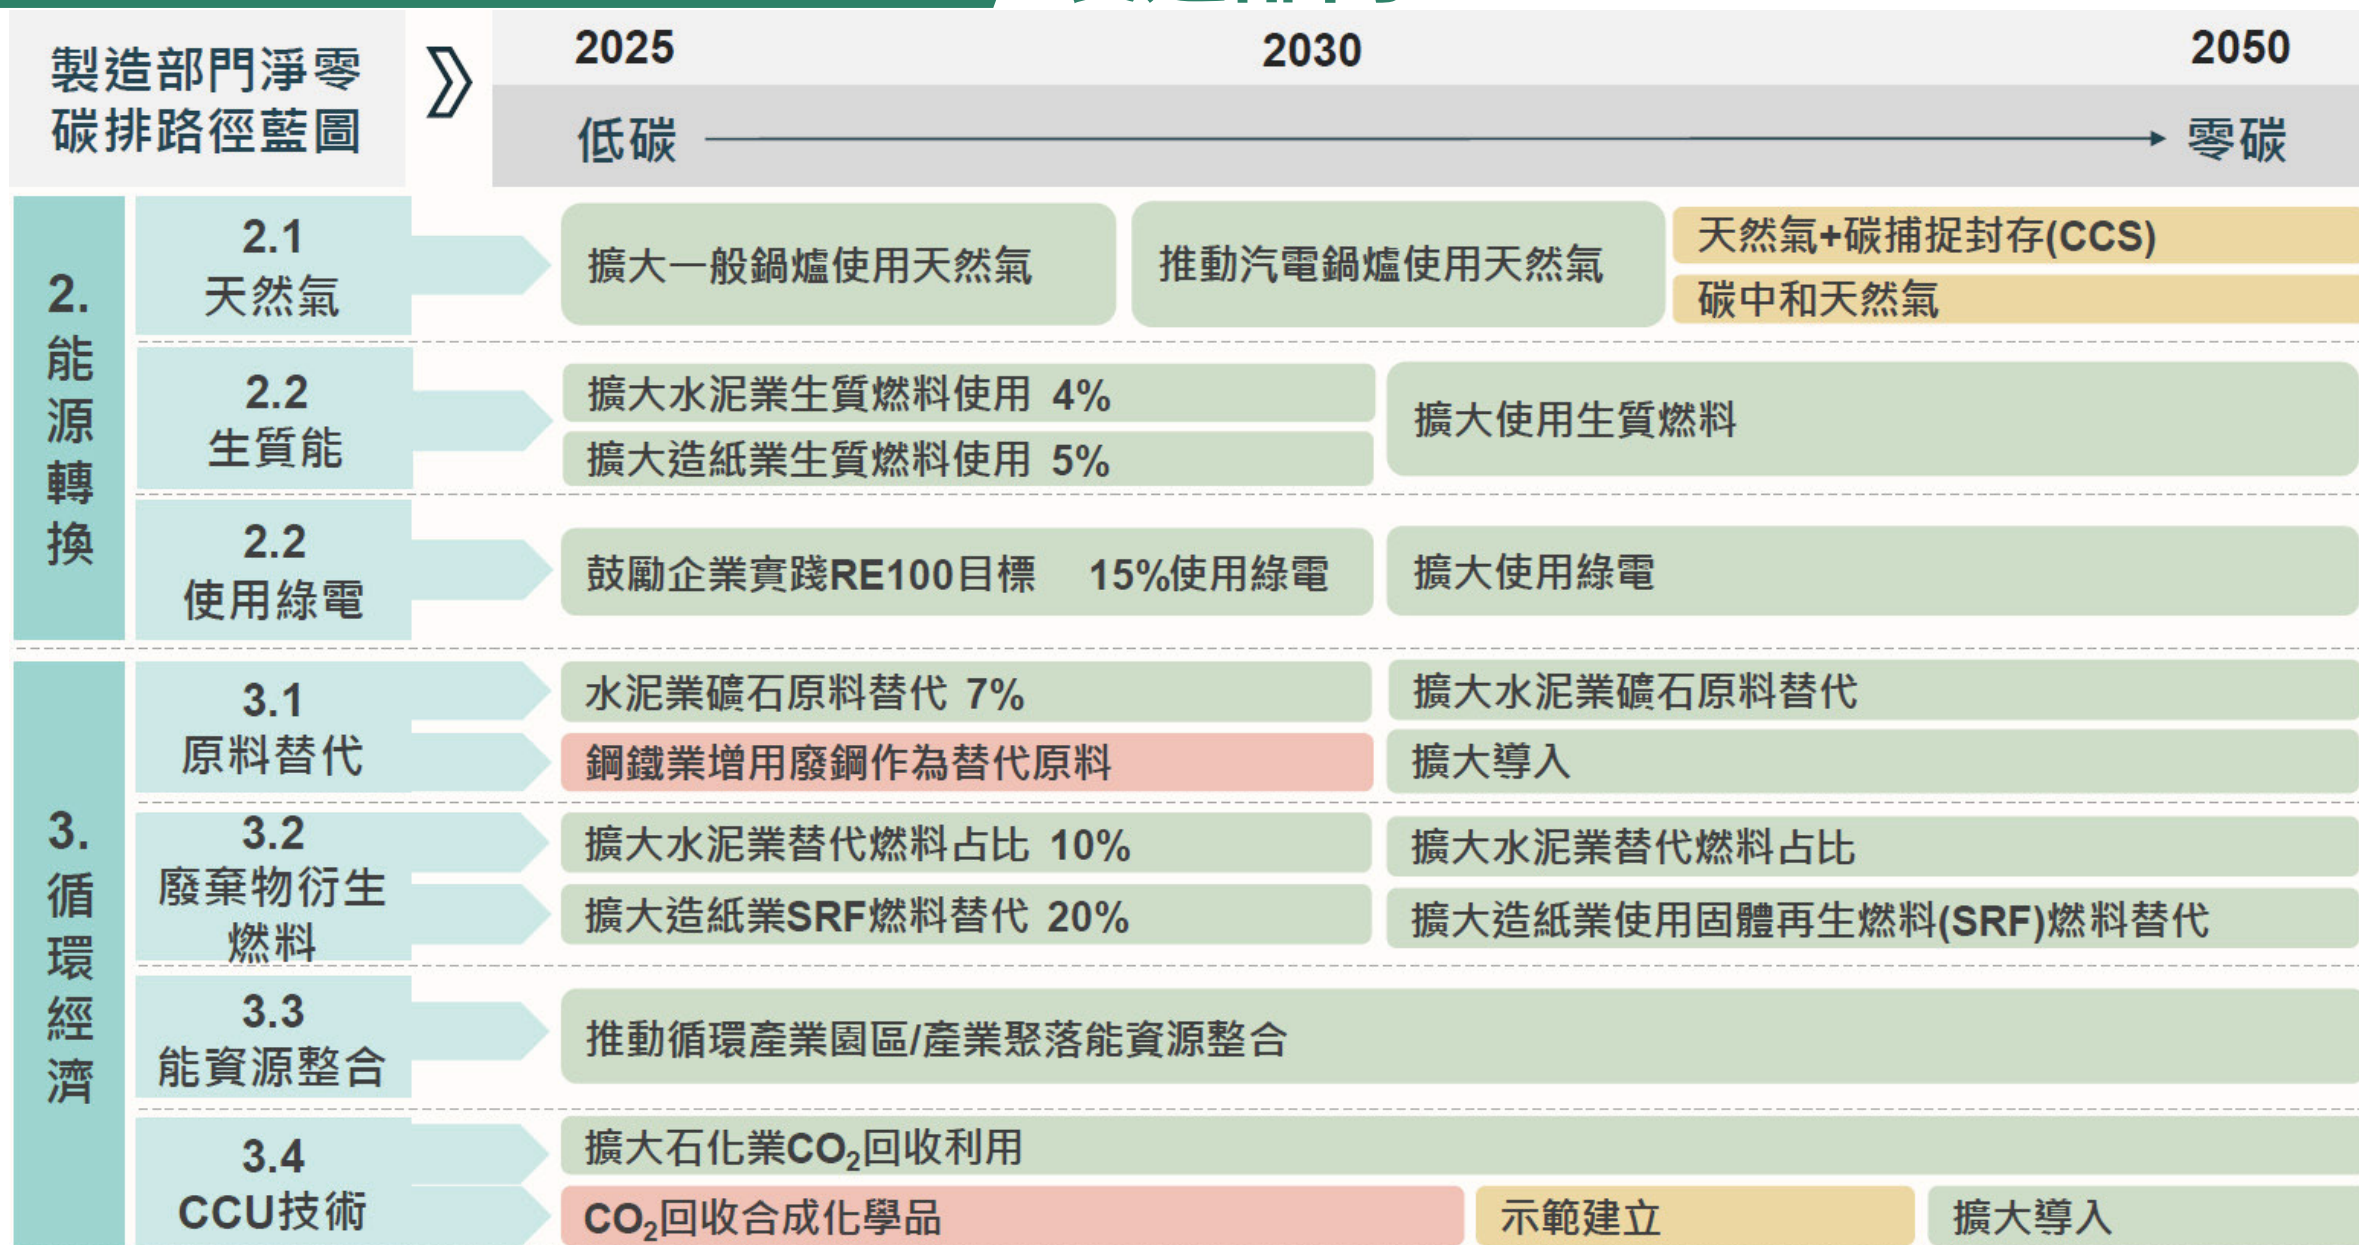 製造部門淨零
碳排路徑藍圖
2025
2030
2050
低碳
零碳
2.
能
源
轉
換
2.1
天然氣
擴大一般鍋爐使用天然氣
推動汽電鍋爐使用天然氣
天然氣+碳捕捉封存(CCS)
碳中和天然氣
2.2
生質能
擴大水泥業生質燃料使用 4%
擴大造紙業生質燃料使用 5%
擴大使用生質燃料
2.2
使用綠電
鼓勵企業實踐RE100目標 15%使用綠電
擴大使用綠電
3.
循
環
經
濟
3.1
原料替代
水泥業礦石原料替代 7%
擴大水泥業礦石原料替代
鋼鐵業增用廢鋼作為替代原料
擴大導入
3.2
廢棄物衍生
燃料
擴大水泥業替代燃料占比 10%
擴大水泥業替代燃料占比
擴大造紙業SRF燃料替代 20%
擴大造紙業使用固體再生燃料(SRF)燃料替代
3.3
能資源整合
推動循環產業園區/產業聚落能資源整合
3.4
CCU技術
擴大石化業CO₂回收利用
CO₂回收合成化學品
示範建立
擴大導入